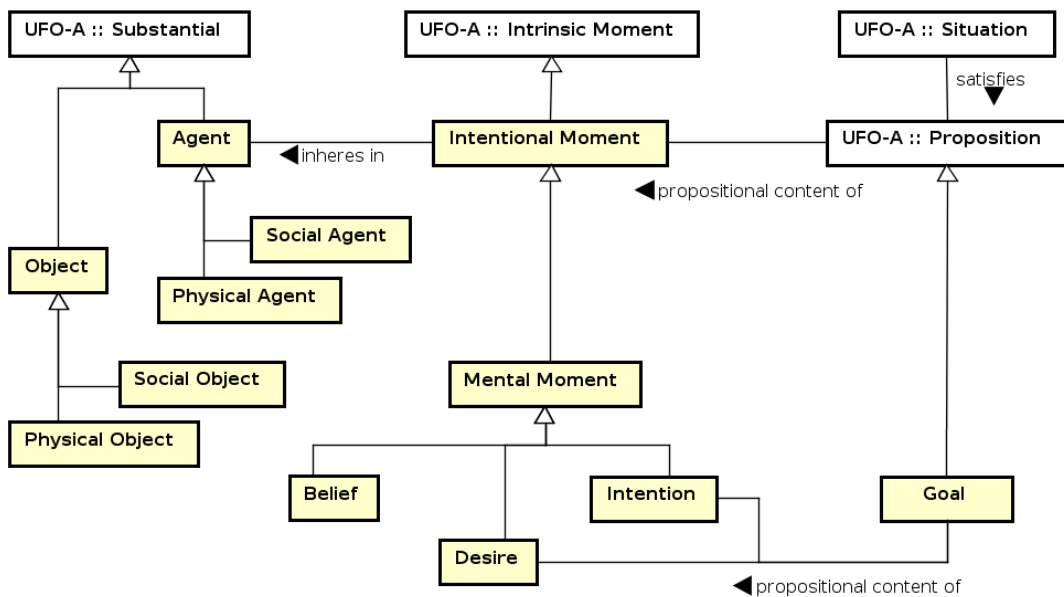 UFO-A :: Substantial
UFO-A :: Intrinsic Moment
UFO-A :: Situation
satisfies
Agent
Intentional Moment
UFO-A :: Proposition
inheres in
propositional content of
Social Agent
Object
Physical Agent
Social Object
Mental Moment
Physical Object
Belief
Intention
Goal
Desire
propositional content of